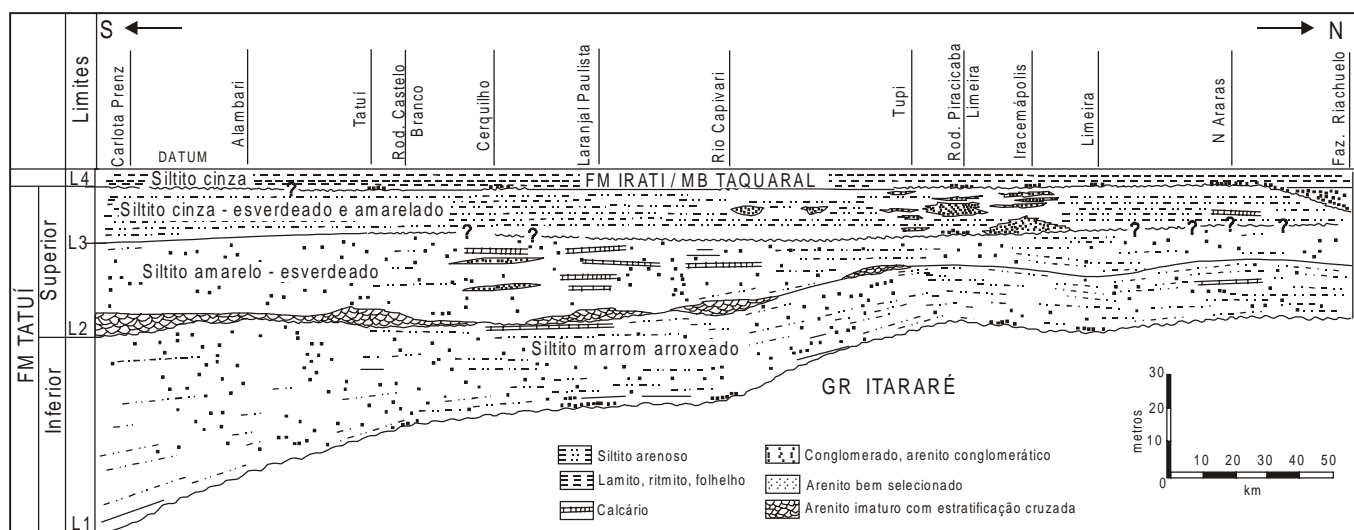 S
N
Limites
Carlota Prenz
Alambari
Tatuí
Rod. Castelo
Branco
Cerquilho
Laranjal Paulista
Rio Capivari
Tupi
Rod. Piracicaba
Limeira
Iracemápolis
Limeira
N Araras
Faz. Riachuelo
DATUM
L4
Siltito cinza
?
FM IRATI / MB TAQUARAL
FM TATUÍ
Superior
Siltito cinza - esverdeado e amarelado
L3
? ? ? ? ? ?
Siltito amarelo - esverdeado
L2
Inferior
Siltito marrom arroxeado
GR ITARARÉ
L1
Siltito arenoso
Lamito, ritmito, folhelho
Calcário
Conglomerado, arenito conglomerático
Arenito bem selecionado
Arenito imaturo com estratificação cruzada
metros
30
20
10
0
10 20 30 40 50
km